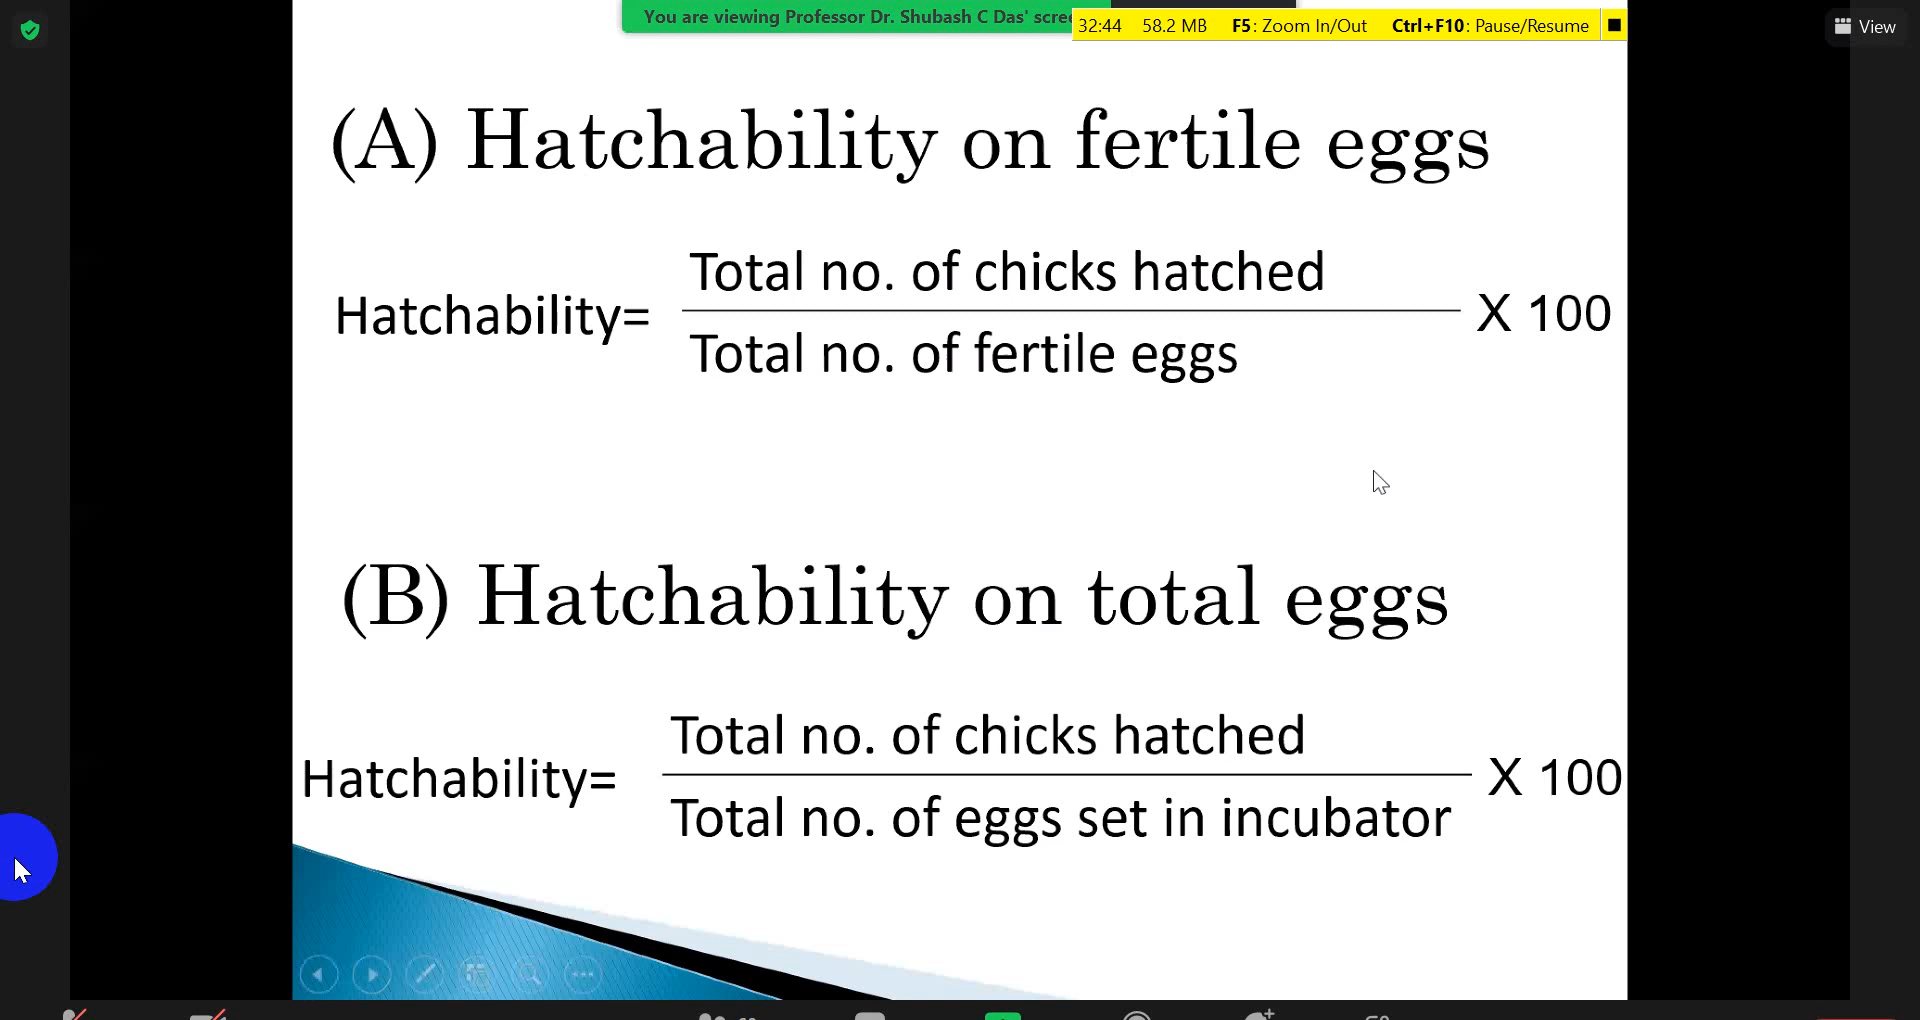 You are viewing Professor Dr. Shubash C Das' scre
32:44 58.2 MB F5: Zoom In/Out Ctrl+F10: Pause/Resume
View
(A) Hatchability on fertile eggs
Total no. of chicks hatched
Hatchability= X 100
Total no. of fertile eggs
(B) Hatchability on total eggs
Total no. of chicks hatched
Hatchability= X 100
Total no. of eggs set in incubator